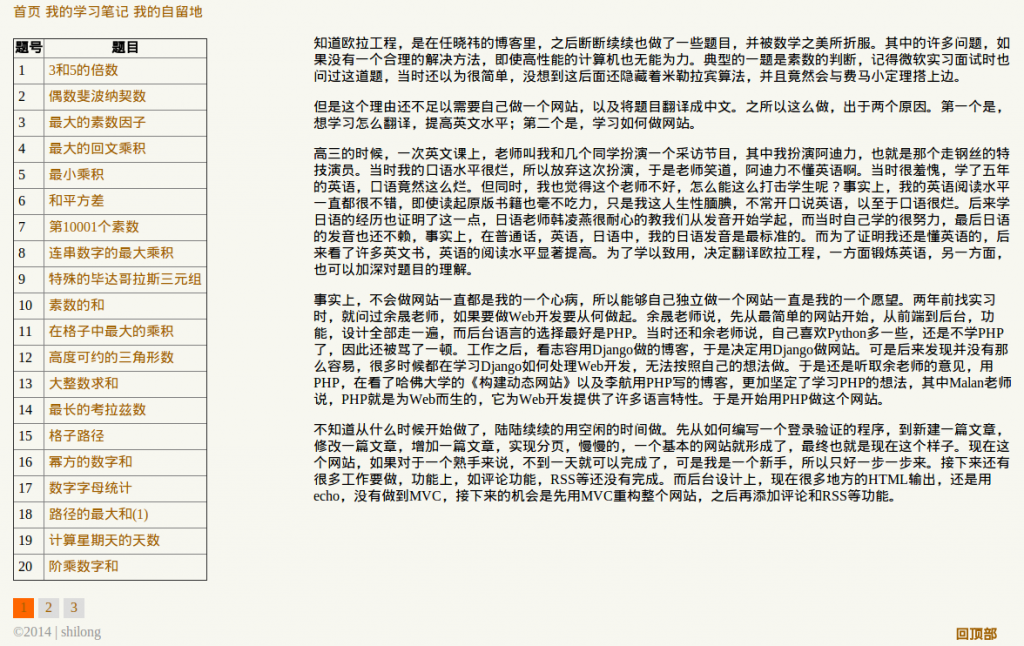 首页 我的学习笔记 我的自留地
题号 题目
1 3和5的倍数
2 偶数斐波纳契数
3 最大的素数因子
4 最大的回文乘积
5 最小乘积
6 和平方差
7 第10001个素数
8 连串数字的最大乘积
9 特殊的毕达哥拉斯三元组
10 素数的和
11 在格子中最大的乘积
12 高度可约的三角形数
13 大整数求和
14 最长的考拉兹数
15 格子路径
16 幂方的数字和
17 数字字母统计
18 路径的最大和(1)
19 计算星期天的天数
20 阶乘数字和
1 2 3
©2014 | shilong
知道欧拉工程，是在任晓祎的博客里，之后断断续续也做了一些题目，并被数学之美所折服。其中的许多问题，如
果没有一个合理的解决方法，即使高性能的计算机也无能为力。典型的一题是素数的判断，记得微软实习面试时也
问过这道题，当时还以为很简单，没想到这后面还隐藏着米勒拉宾算法，并且竟然会与费马小定理搭上边。
但是这个理由还不足以需要自己做一个网站，以及将题目翻译成中文。之所以这么做，出于两个原因。第一个是，
想学习怎么翻译，提高英文水平；第二个是，学习如何做网站。
高三的时候，一次英文课上，老师叫我和几个同学扮演一个采访节目，其中我扮演阿迪力，也就是那个走钢丝的特
技演员。当时我的口语水平很烂，所以放弃这次扮演，于是老师笑道，阿迪力不懂英语啊。当时很羞愧，学了五年
的英语，口语竟然这么烂。但同时，我也觉得这个老师不好，怎么能这么打击学生呢？事实上，我的英语阅读水平
一直都很不错，即使读起原版书籍也毫不吃力，只是我这人生性腼腆，不常开口说英语，以至于口语很烂。后来学
日语的经历也证明了这一点，日语老师韩凌燕很耐心的教我们从发音开始学起，而当时自己学的很努力，最后日语
的发音也还不赖，事实上，在普通话，英语，日语中，我的日语发音是最标准的。而为了证明我还是懂英语的，后
来看了许多英文书，英语的阅读水平显著提高。为了学以致用，决定翻译欧拉工程，一方面锻炼英语，另一方面，
也可以加深对题目的理解。
事实上，不会做网站一直都是我的一个心病，所以能够自己独立做一个网站一直是我的一个愿望。两年前找实习
时，就问过余晟老师，如果要做Web开发要从何做起。余晟老师说，先从最简单的网站开始，从前端到后台，功
能，设计全部走一遍，而后台语言的选择最好是PHP。当时还和余老师说，自己喜欢Python多一些，还是不学PHP
了，因此还被骂了一顿。工作之后，看志容用Django做的博客，于是决定用Django做网站。可是后来发现并没有那
么容易，很多时候都在学习Django如何处理Web开发，无法按照自己的想法做。于是还是听取余老师的意见，用
PHP，在看了哈佛大学的《构建动态网站》以及李航用PHP写的博客，更加坚定了学习PHP的想法，其中Malan老师
说，PHP就是为Web而生的，它为Web开发提供了许多语言特性。于是开始用PHP做这个网站。
不知道从什么时候开始做了，陆陆续续的用空闲的时间做。先从如何编写一个登录验证的程序，到新建一篇文章，
修改一篇文章，增加一篇文章，实现分页，慢慢的，一个基本的网站就形成了，最终也就是现在这个样子。现在这
个网站，如果对于一个熟手来说，不到一天就可以完成了，可是我是一个新手，所以只好一步一步来。接下来还有
很多工作要做，功能上，如评论功能，RSS等还没有完成。而后台设计上，现在很多地方的HTML输出，还是用
echo，没有做到MVC，接下来的机会是先用MVC重构整个网站，之后再添加评论和RSS等功能。
回顶部